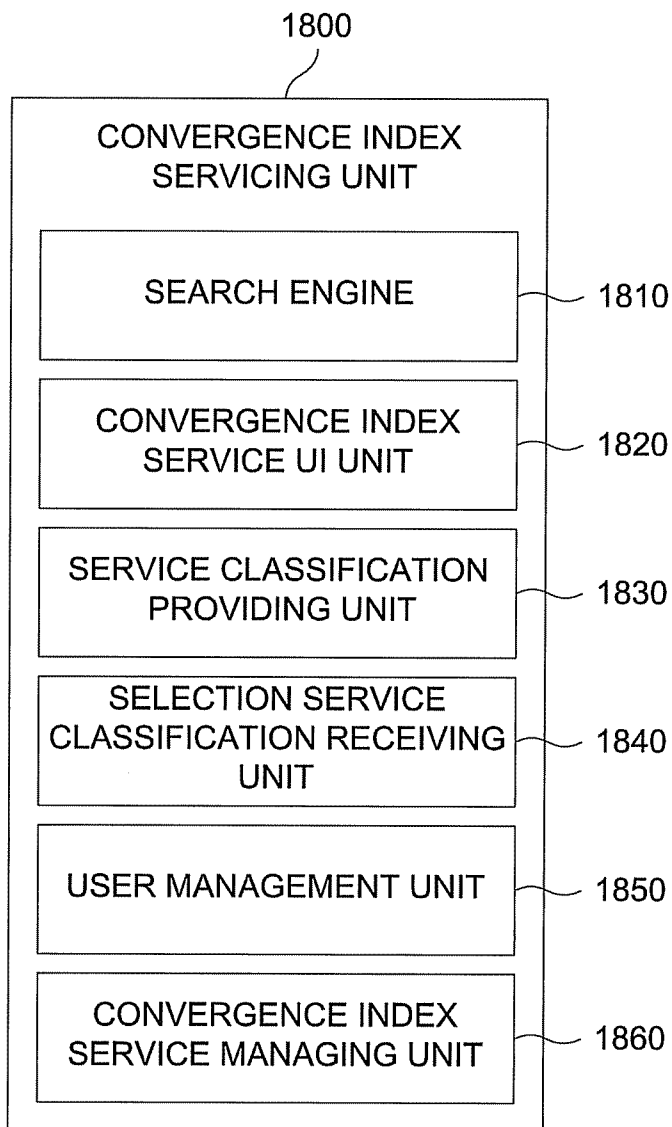 1800
CONVERGENCE INDEX
SERVICING UNIT
SEARCH ENGINE
1810
CONVERGENCE INDEX
SERVICE UI UNIT
1820
SERVICE CLASSIFICATION
PROVIDING UNIT
1830
SELECTION SERVICE
CLASSIFICATION RECEIVING
UNIT
1840
USER MANAGEMENT UNIT
1850
CONVERGENCE INDEX
SERVICE MANAGING UNIT
1860